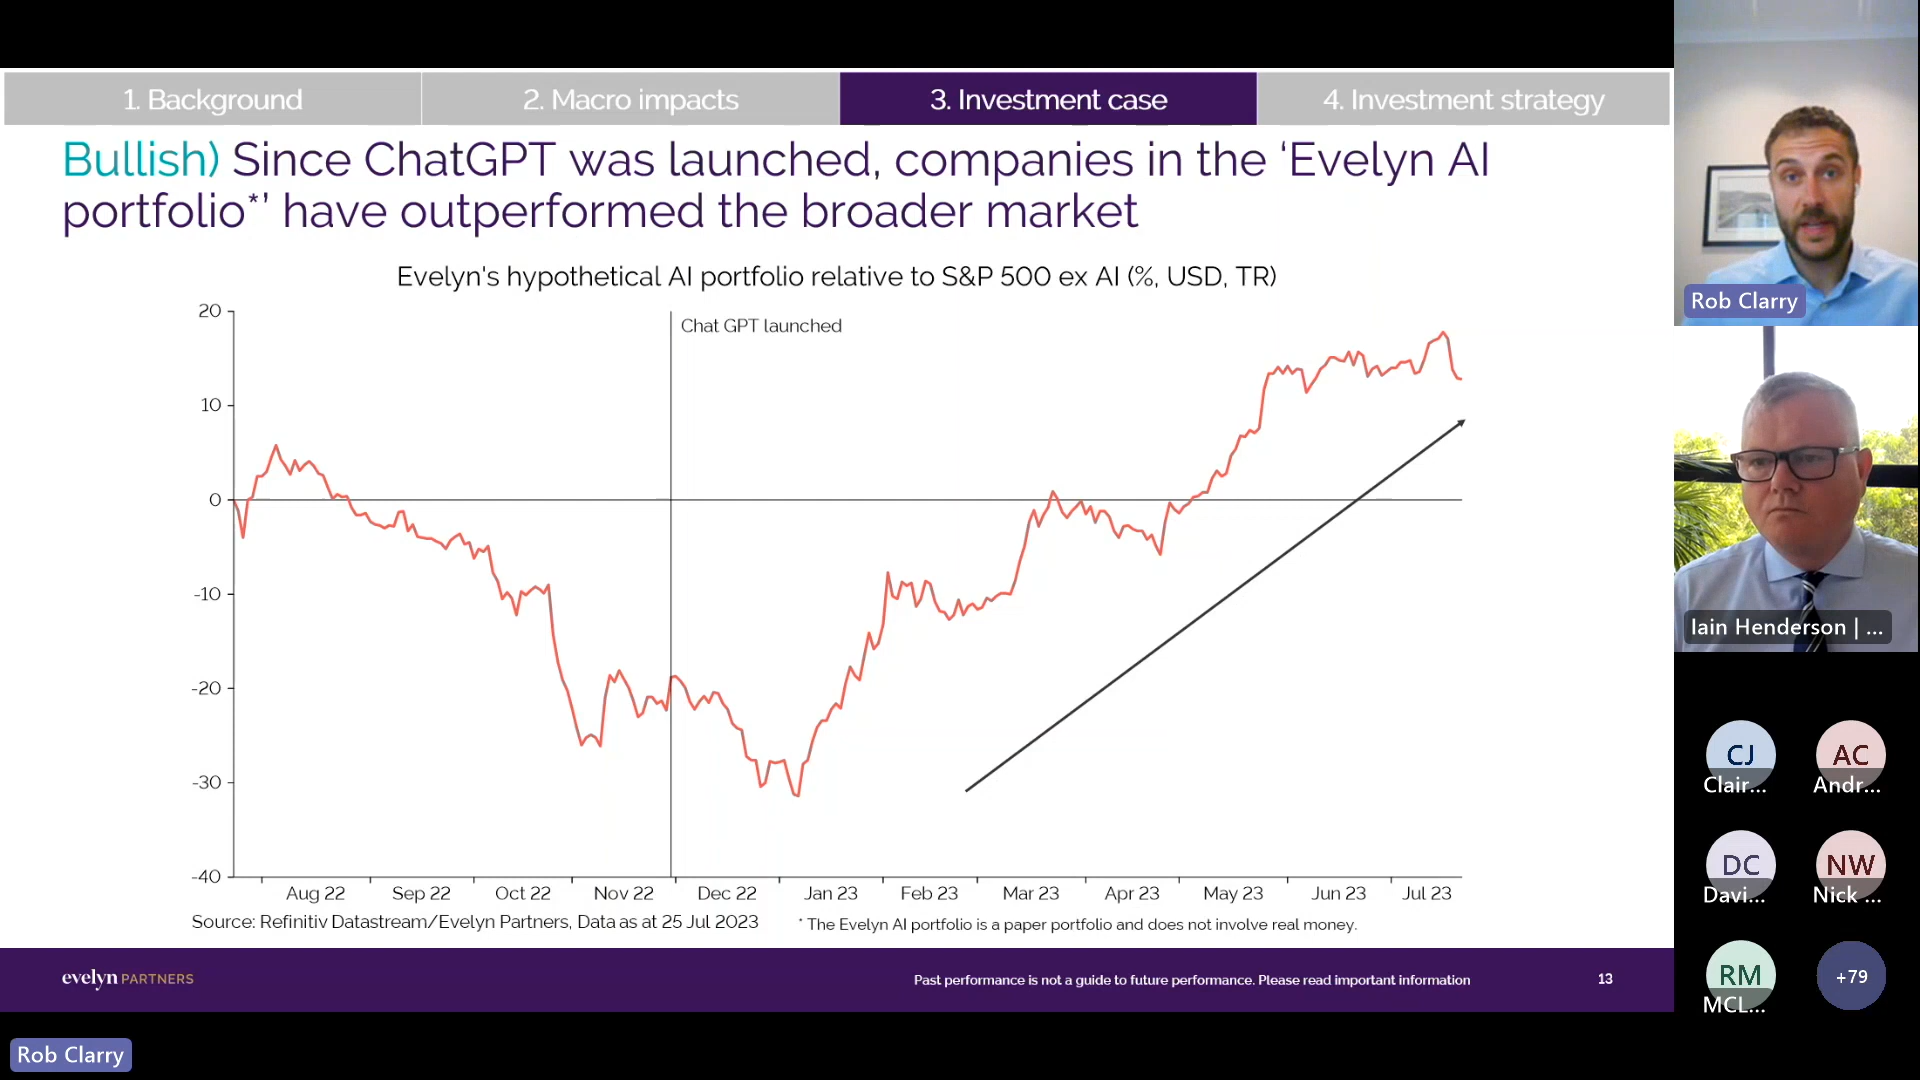 1. Background
2. Macro impacts
3. Investment case
4. Investment strategy
Bullish) Since ChatGPT was launched, companies in the ‘Evelyn AI
portfolio*’ have outperformed the broader market
Evelyn's hypothetical AI portfolio relative to S&P 500 ex AI (%, USD, TR)
Chat GPT launched
20
10
0
-10
-20
-30
-40
Aug 22
Sep 22
Oct 22
Nov 22
Dec 22
Jan 23
Feb 23
Mar 23
Apr 23
May 23
Jun 23
Jul 23
Source: Refinitiv Datastream/Evelyn Partners, Data as at 25 Jul 2023
* The Evelyn AI portfolio is a paper portfolio and does not involve real money.
evelyn PARTNERS
Past performance is not a guide to future performance. Please read important information
13
Rob Clarry
Rob Clarry
Iain Henderson | ...
CJ
Clair...
AC
Andr...
DC
Davi...
NW
Nick ...
RM
MCL...
+79